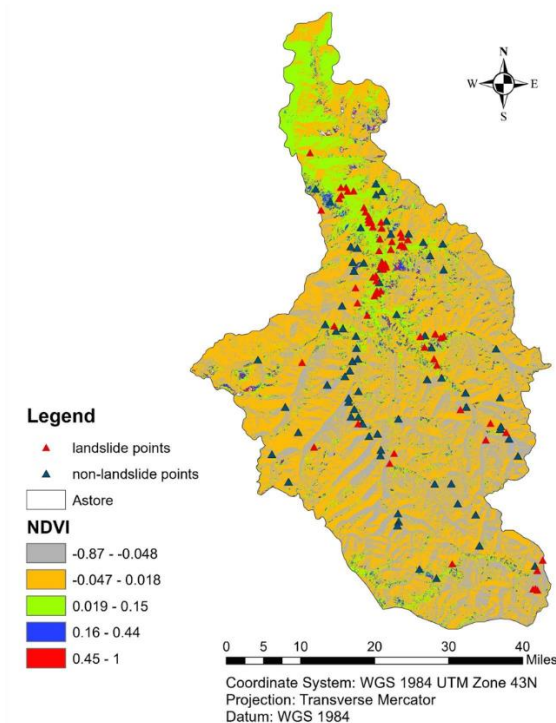 N
W E
S
Legend
landslide points
non-landslide points
Astore
NDVI
-0.87 - -0.048
-0.047 - 0.018
0.019 - 0.15
0.16 - 0.44
0.45 - 1
0 5 10 20 30 40
Miles
Coordinate System: WGS 1984 UTM Zone 43N
Projection: Transverse Mercator
Datum: WGS 1984